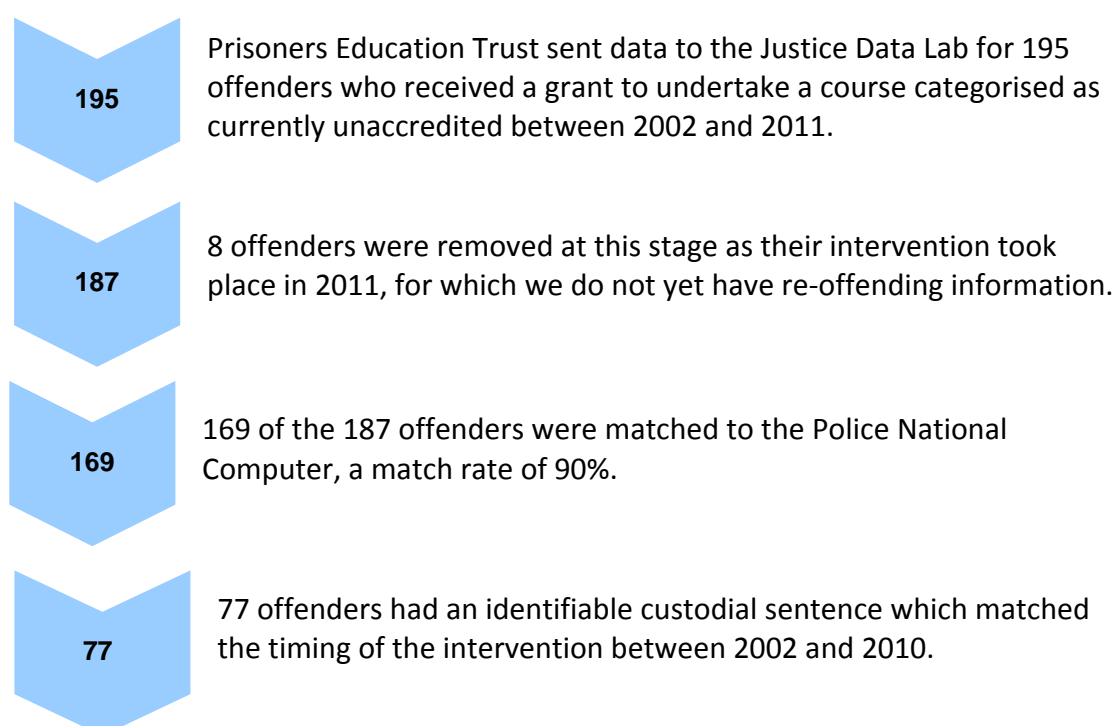 195
Prisoners Education Trust sent data to the Justice Data Lab for 195
offenders who received a grant to undertake a course categorised as
currently unaccredited between 2002 and 2011.
187
8 offenders were removed at this stage as their intervention took
place in 2011, for which we do not yet have re-offending information.
169
169 of the 187 offenders were matched to the Police National
Computer, a match rate of 90%.
77
77 offenders had an identifiable custodial sentence which matched
the timing of the intervention between 2002 and 2010.